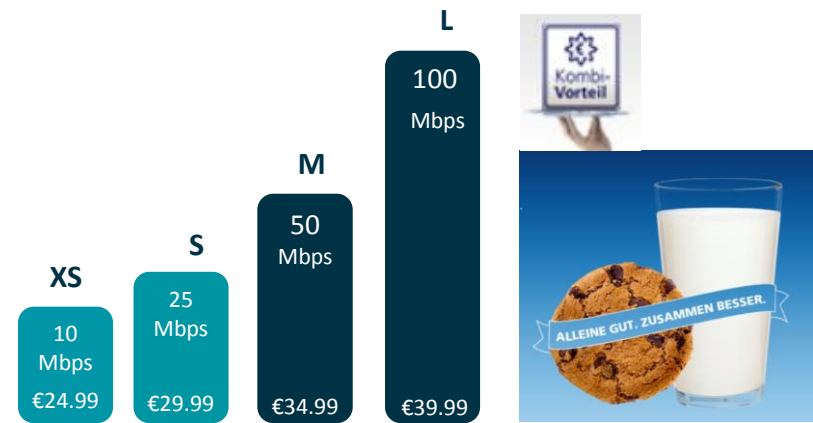 XS
10
Mbps
€24.99
S
25
Mbps
€29.99
M
50
Mbps
€34.99
L
100
Mbps
€39.99
€
Kombi-
Vorteil
ALLEINE GUT. ZUSAMMEN BESSER.